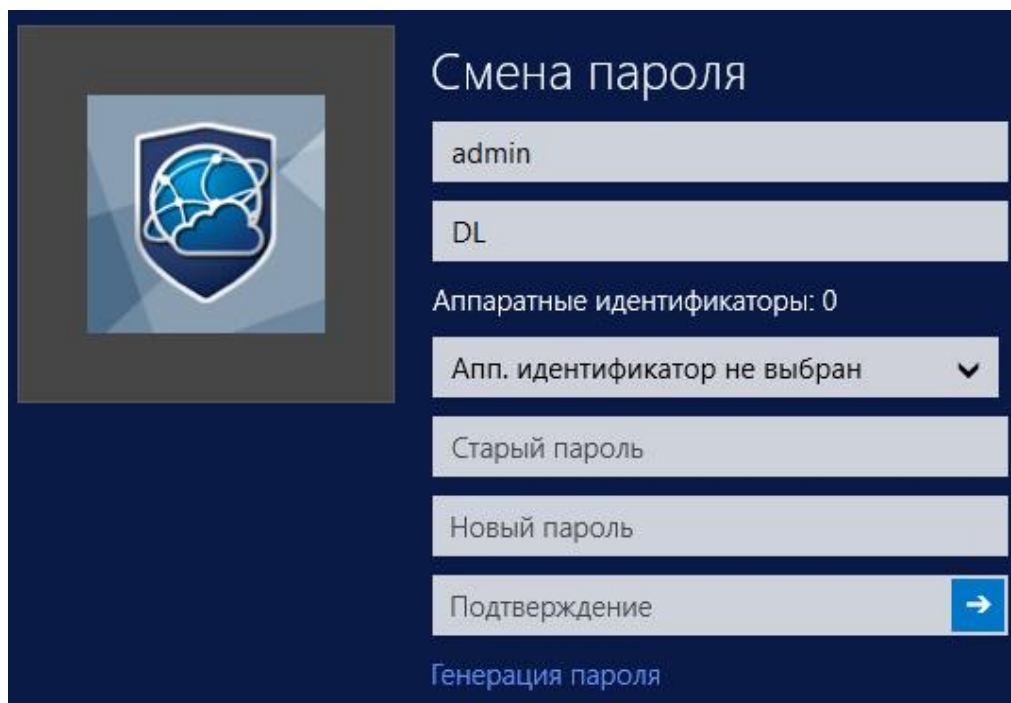 Смена пароля
admin
DL
Аппаратные идентификаторы: 0
Апп. идентификатор не выбран
Старый пароль
Новый пароль
Подтверждение
Генерация пароля